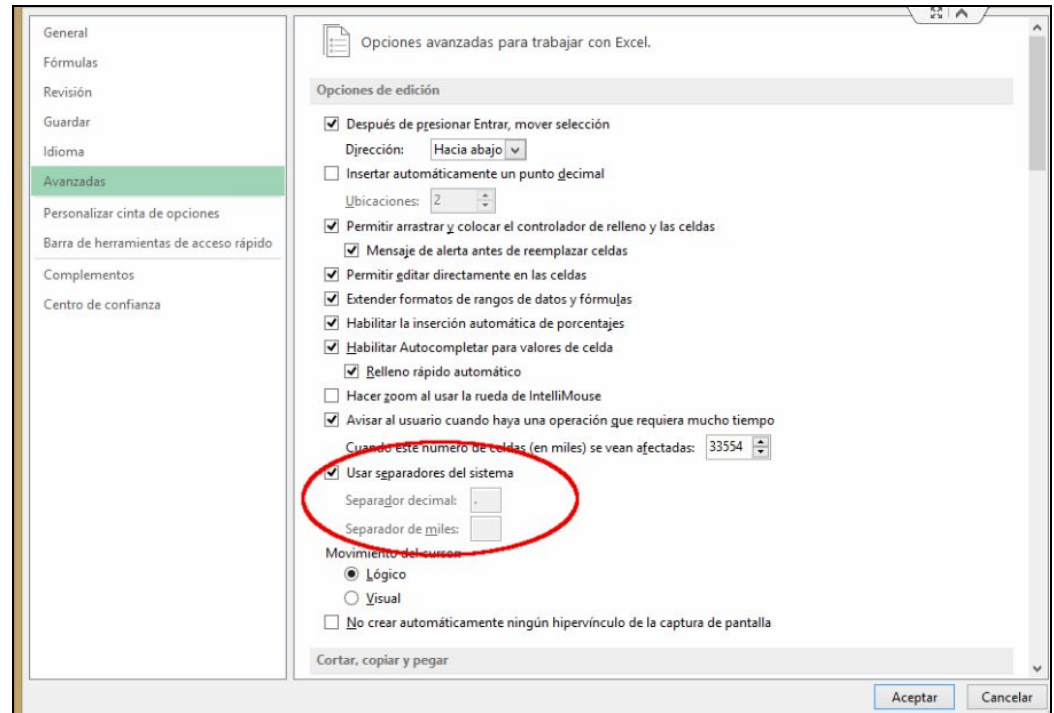 General
Fórmulas
Revisión
Guardar
Idioma
Avanzadas
Personalizar cinta de opciones
Barra de herramientas de acceso rápido
Complementos
Centro de confianza
Opciones avanzadas para trabajar con Excel.
Opciones de edición
Después de presionar Entrar, mover selección
Dirección: Hacia abajo
Insertar automáticamente un punto decimal
Ubicaciones: 2
Permitir arrastrar y colocar el controlador de relleno y las celdas
Mensaje de alerta antes de reemplazar celdas
Permitir editar directamente en las celdas
Extender formatos de rangos de datos y fórmulas
Habilitar la inserción automática de porcentajes
Habilitar Autocompletar para valores de celda
Relleno rápido automático
Hacer zoom al usar la rueda de IntelliMouse
Avisar al usuario cuando haya una operación que requiera mucho tiempo
Cuando este número de celdas (en miles) se vean afectadas: 33554
Usar separadores del sistema
Separador decimal: .
Separador de miles:
Movimiento del cursor:
Lógico
Visual
No crear automáticamente ningún hipervínculo de la captura de pantalla
Cortar, copiar y pegar
Aceptar Cancelar